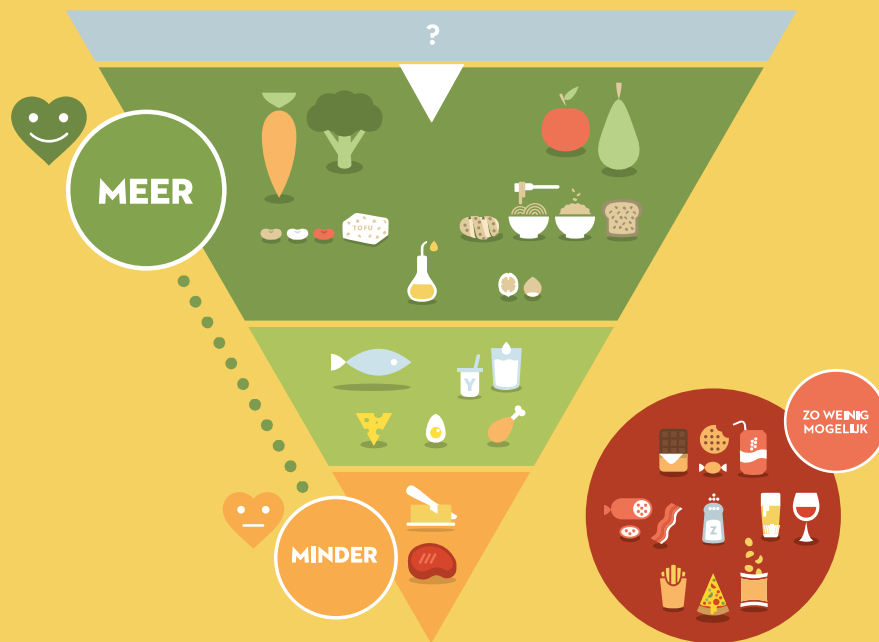 ?
MEER
TOFU
Y
ZO WEINIG
MOGELIJK
Z
MINDER